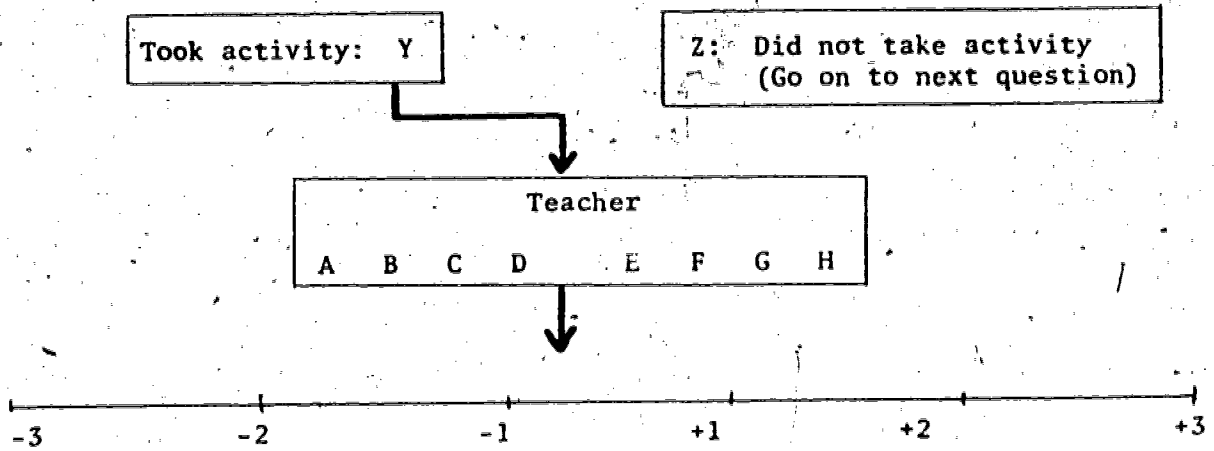 Took activity: Y
Z: Did not take activity
(Go on to next question)
Teacher
A B C D E F G H
-3 -2 -1 +1 +2 +3